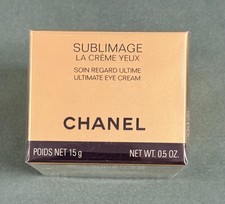 SUBLIMAGE
LA CRÈME YEUX
SOIN REGARD ULTIME
ULTIMATE EYE CREAM
CHANEL
POIDS NET 15 g NET WT. 0.5 OZ.